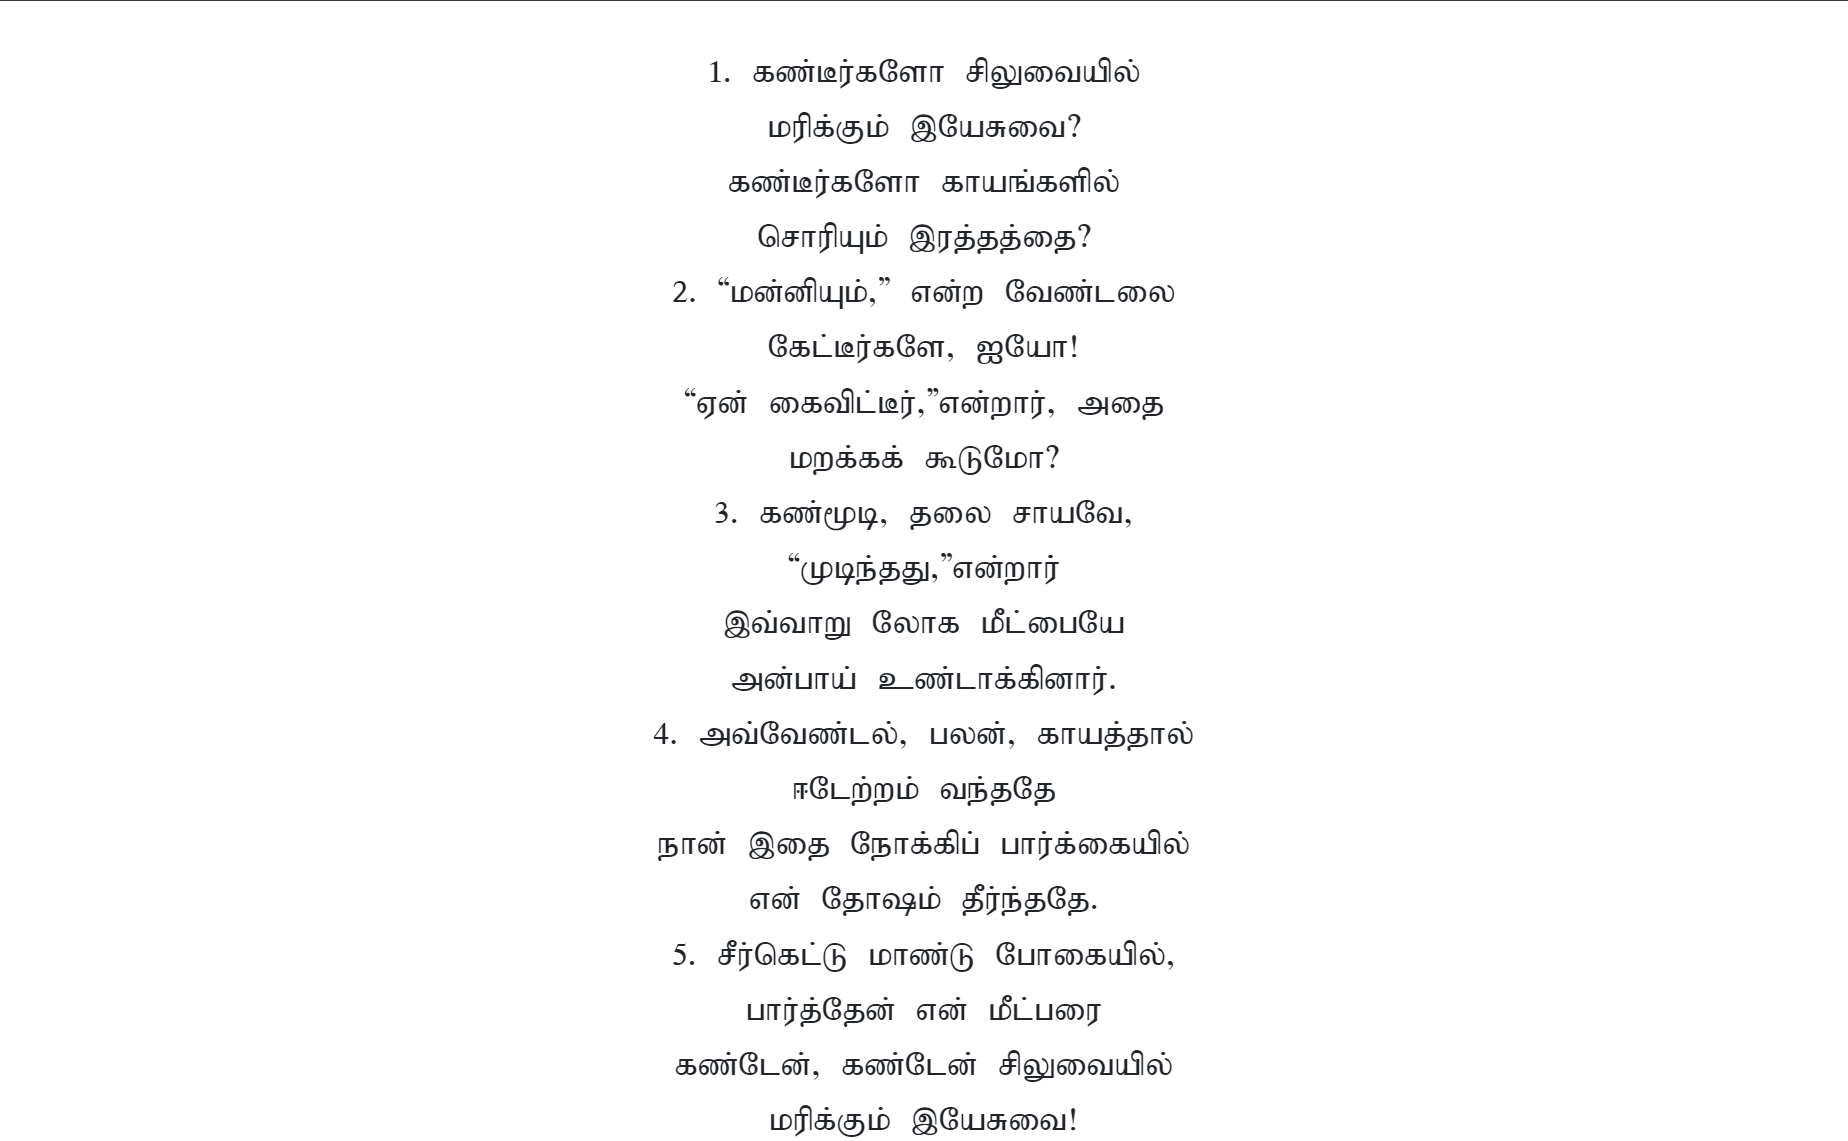 1. கண்டீர்களோ சிலுவையில்
மரிக்கும் இயேசுவை?
கண்டீர்களோ காயங்களில்
சொரியும் இரத்தத்தை?
2. “மன்னியும்,” என்ற வேண்டலை
கேட்டீர்களே, ஐயோ!
“ஏன் கைவிட்டீர்,”என்றார், அதை
மறக்கக் கூடுமோ?
3. கண்மூடி, தலை சாயவே,
“முடிந்தது,”என்றார்
இவ்வாறு லோக மீட்பையே
அன்பாய் உண்டாக்கினார்.
4. அவ்வேண்டல், பலன், காயத்தால்
ஈடேற்றம் வந்ததே
நான் இதை நோக்கிப் பார்க்கையில்
என் தோஷம் தீர்ந்ததே.
5. சீர்கெட்டு மாண்டு போகையில்,
பார்த்தேன் என் மீட்பரை
கண்டேன், கண்டேன் சிலுவையில்
மரிக்கும் இயேசுவை!